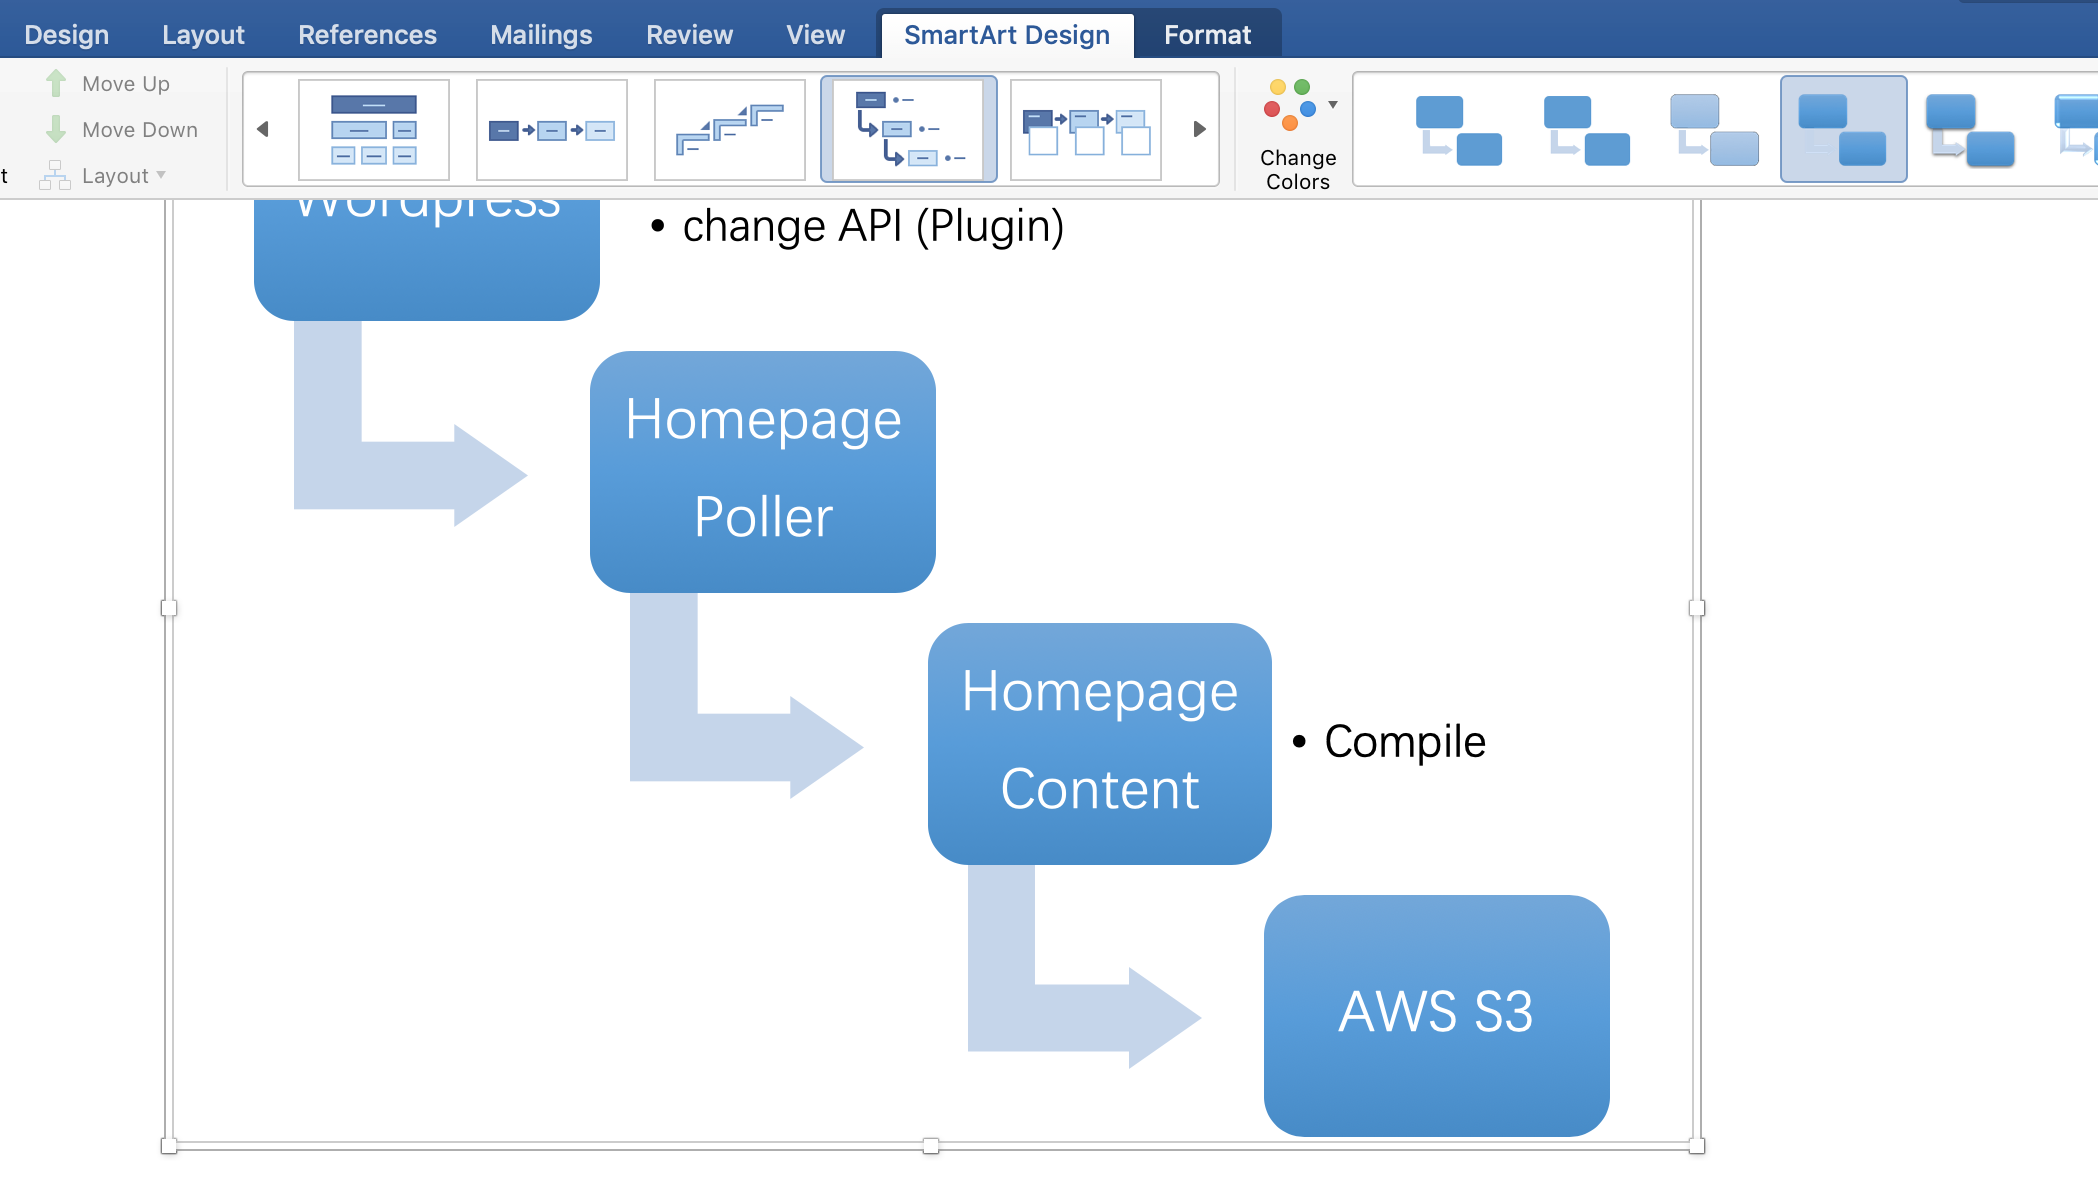 Design Layout References Mailings Review View SmartArt Design Format
Move Up
Move Down
t Layout
Change
Colors
Wordpress
• change API (Plugin)
Homepage
Poller
Homepage
Content
• Compile
AWS S3